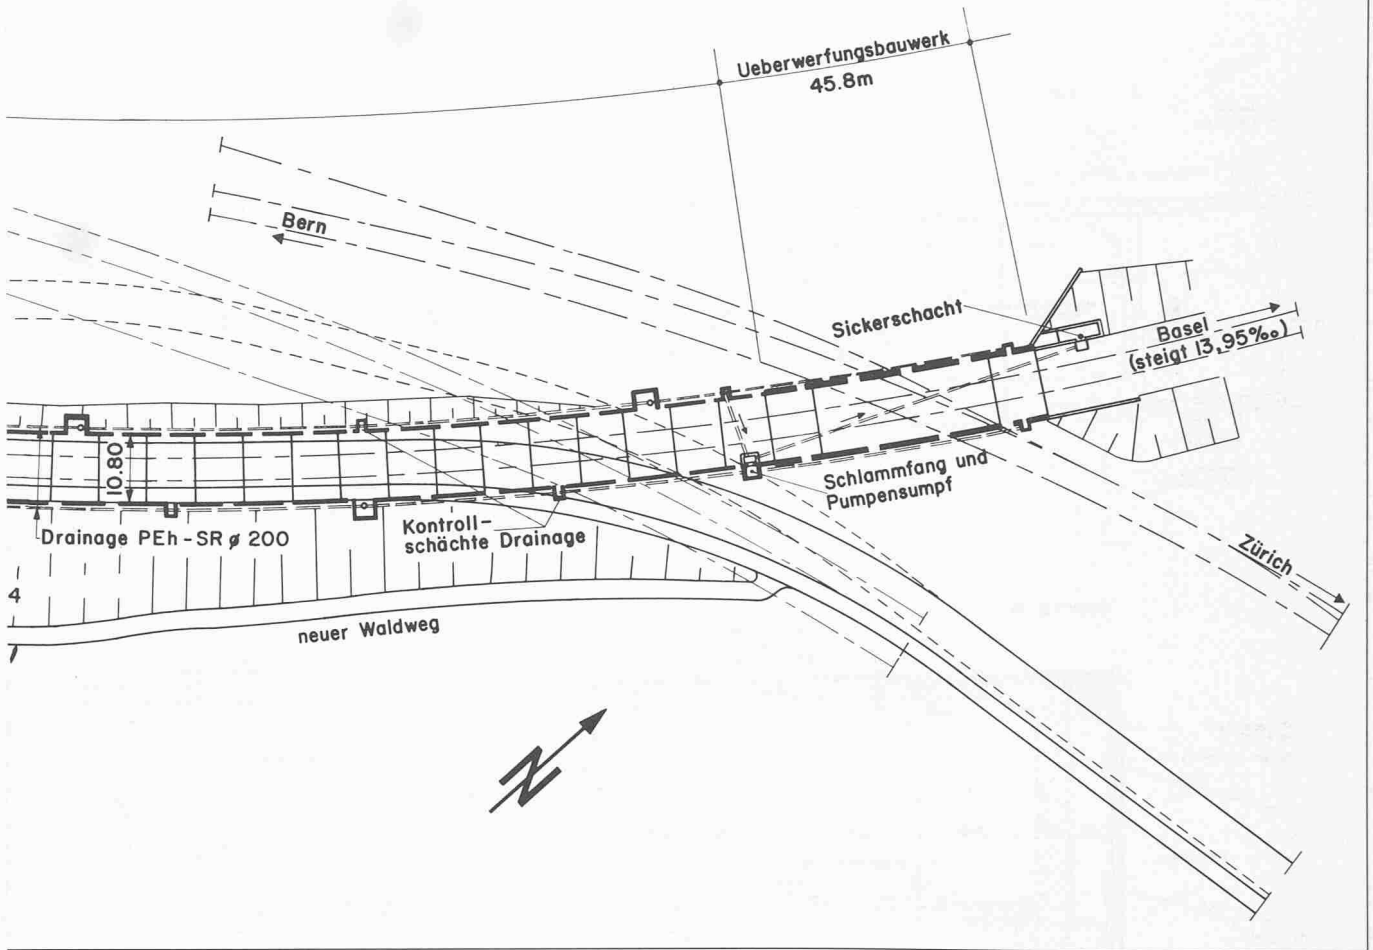 Ueberwerfungsbauwerk
45.8m
Bern
Sickerschacht
Basel
(steigt 13,95‰)
10.80
Schlammfang und
Pumpensumpf
Drainage PEh-SR ø 200
Kontroll-
schächte Drainage
Zürich
4
neuer Waldweg
N